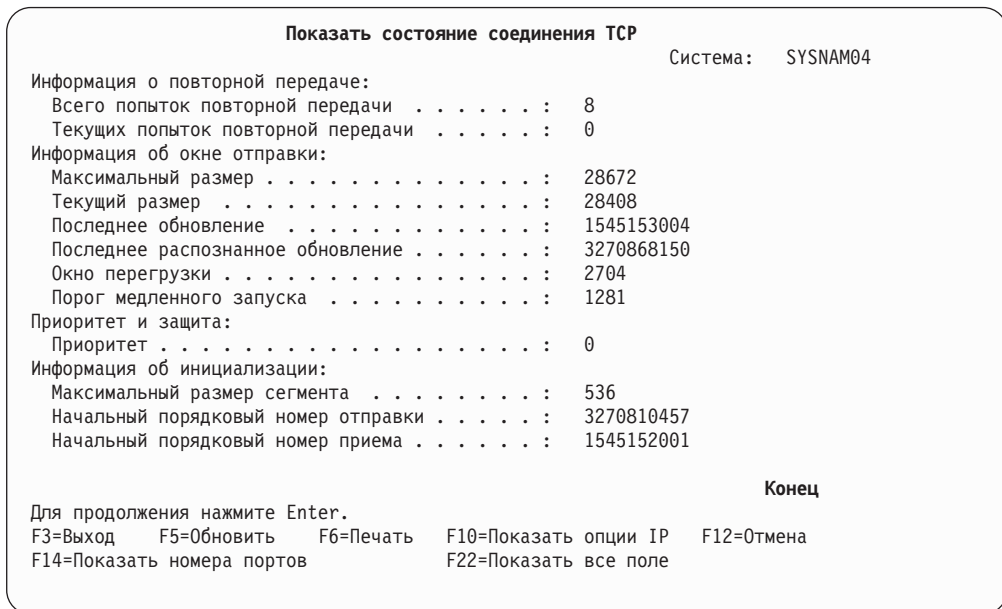 Показать состояние соединения TCP
Система: SYSNAM04
Информация о повторной передаче:
Всего попыток повторной передачи . . . . . . : 8
Текущих попыток повторной передачи . . . . . : 0
Информация об окне отправки:
Максимальный размер . . . . . . . . . . . . . : 28672
Текущий размер . . . . . . . . . . . . . . . : 28408
Последнее обновление . . . . . . . . . . . . : 1545153004
Последнее распознанное обновление . . . . . . : 3270868150
Окно перегрузки . . . . . . . . . . . . . . . : 2704
Порог медленного запуска . . . . . . . . . . : 1281
Приоритет и защита:
Приоритет . . . . . . . . . . . . . . . . . . : 0
Информация об инициализации:
Максимальный размер сегмента . . . . . . . . : 536
Начальный порядковый номер отправки . . . . . : 3270810457
Начальный порядковый номер приема . . . . . . : 1545152001
Конец
Для продолжения нажмите Enter.
F3=Выход F5=Обновить F6=Печать F10=Показать опции IP F12=Отмена
F14=Показать номера портов F22=Показать все поле